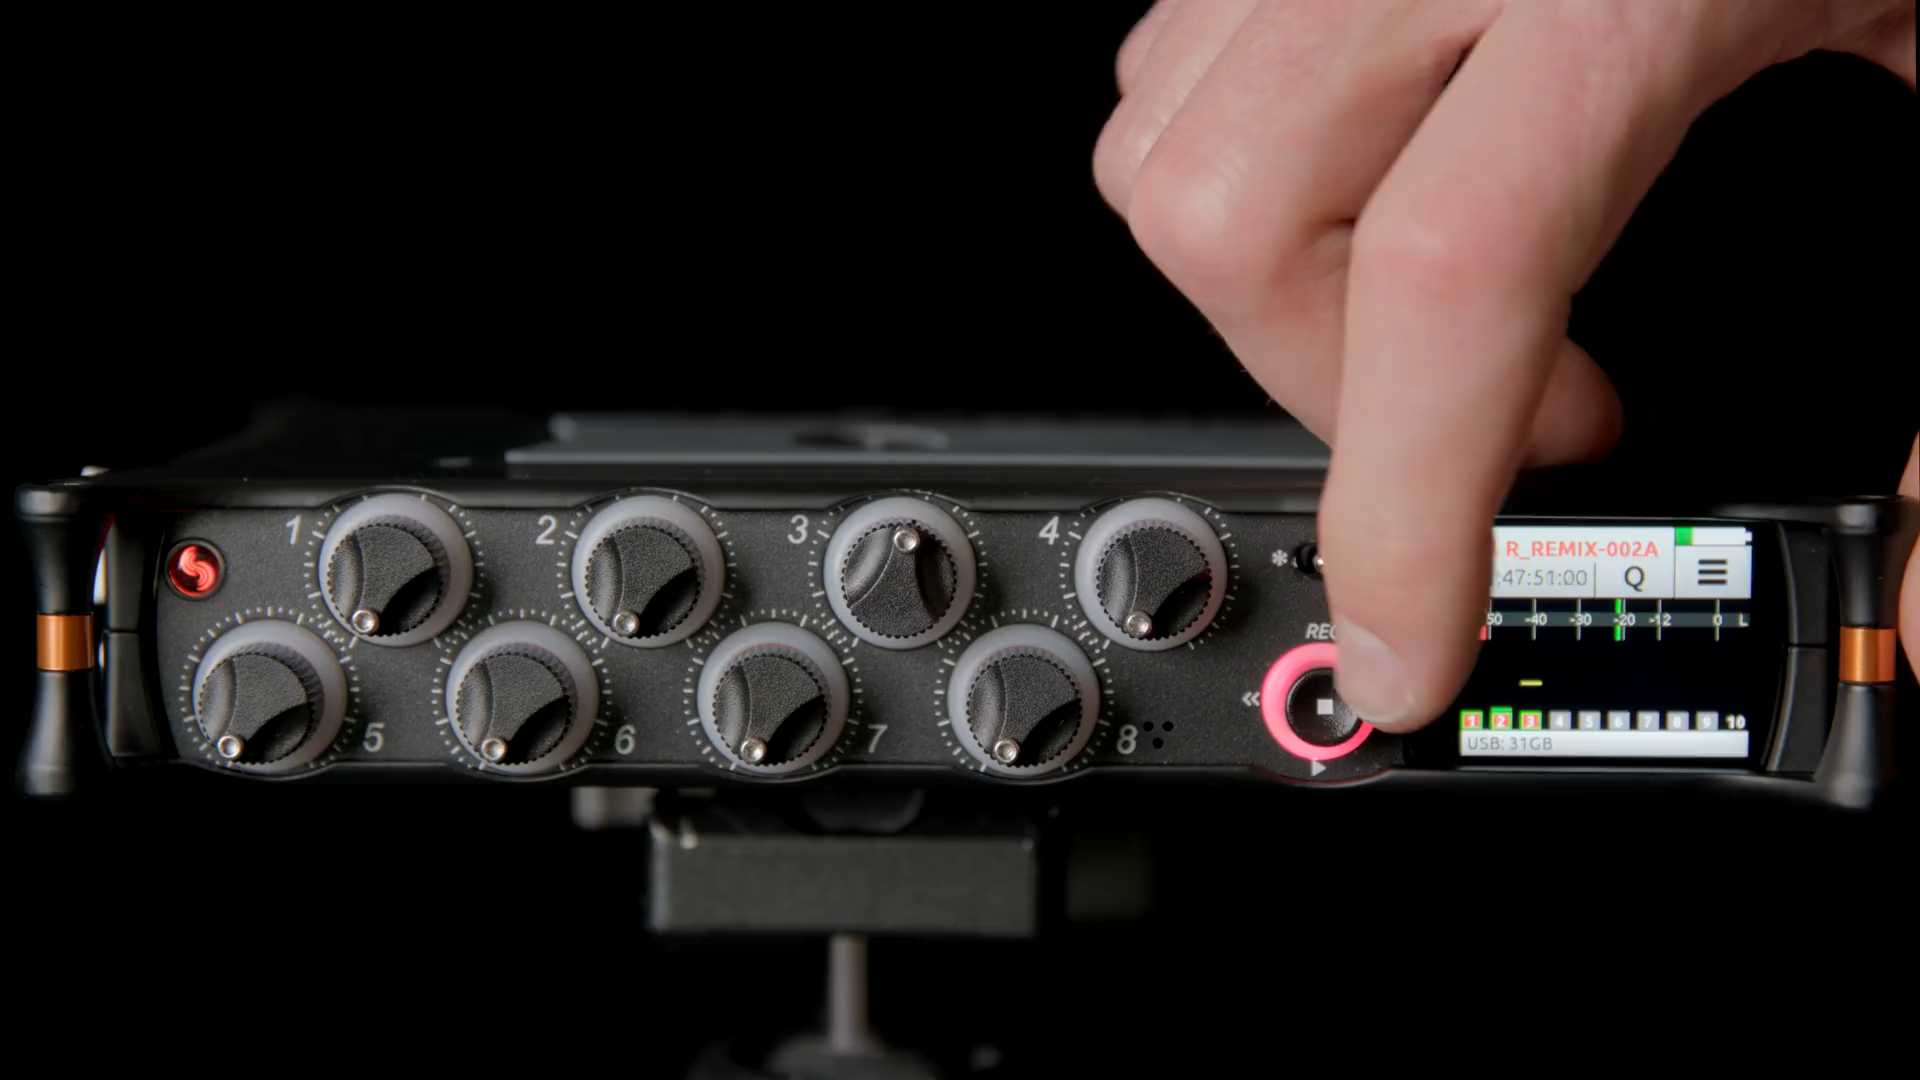 1 2 3 4
5 6 7 8
REC
R_REMIX-002A
:47:51:00 Q
50 -40 -30 -20 -12 0 L
1 2 3 4 5 6 7 8 9 10
USB: 31GB